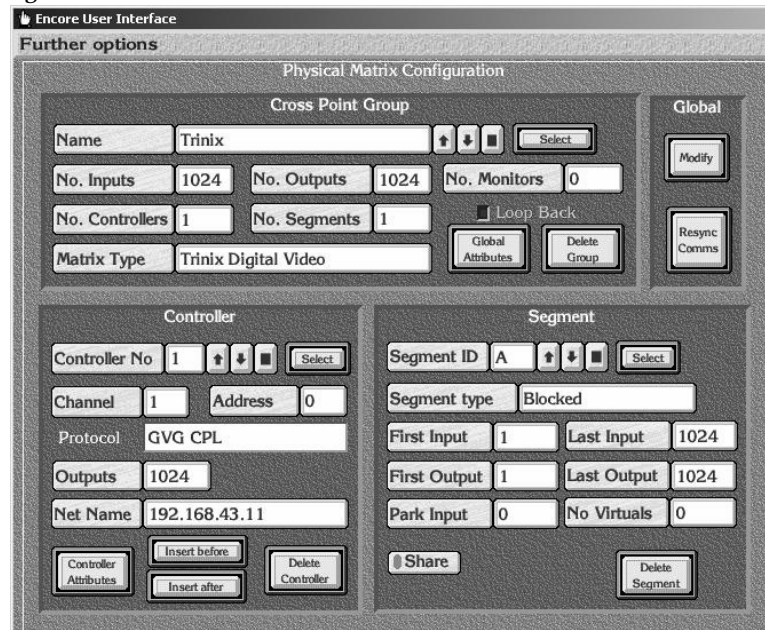 Encore User Interface
Further options
Physical Matrix Configuration
Cross Point Group
Name Trinix Select
No. Inputs 1024 No. Outputs 1024 No. Monitors 0
No. Controllers 1 No. Segments 1 Loop Back
Matrix Type Trinix Digital Video Global Attributes Delete Group
Global
Modify
Resync Comms
Controller
Controller No 1 Select
Channel 1 Address 0
Protocol GVG CPL
Outputs 1024
Net Name 192.168.43.11
Controller Attributes Insert before Insert after Delete Controller
Segment
Segment ID A Select
Segment type Blocked
First Input 1 Last Input 1024
First Output 1 Last Output 1024
Park Input 0 No Virtuals 0
Share Delete Segment